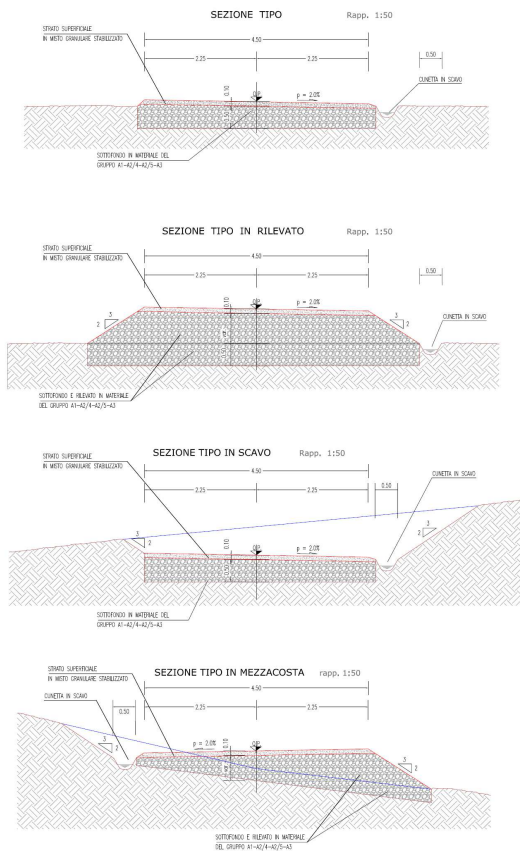 SEZIONE TIPO Rapp. 1:50
STRATO SUPERFICIALE
IN MISTO GRANULARE STABILIZZATO
4.50
2.25 2.25
0.50
CUNETTA IN SCAVO
0.10
p = 2.0%
SOTTOFONDO IN MATERIALE DEL
GRUPPO A1-A2/4-A2/5-A3
SEZIONE TIPO IN RILEVATO Rapp. 1:50
STRATO SUPERFICIALE
IN MISTO GRANULARE STABILIZZATO
4.50
2.25 2.25
0.50
0.10
p = 2.0%
3
2
3
2
CUNETTA IN SCAVO
SOTTOFONDO E RILEVATO IN MATERIALE
DEL GRUPPO A1-A2/4-A2/5-A3
SEZIONE TIPO IN SCAVO Rapp. 1:50
STRATO SUPERFICIALE
IN MISTO GRANULARE STABILIZZATO
4.50
2.25 2.25
0.50
CUNETTA IN SCAVO
3
2
3
2
0.10
p = 2.0%
0.50
SOTTOFONDO IN MATERIALE DEL
GRUPPO A1-A2/4-A2/5-A3
SEZIONE TIPO IN MEZZACOSTA rapp. 1:50
STRATO SUPERFICIALE
IN MISTO GRANULARE STABILIZZATO
CUNETTA IN SCAVO
4.50
0.50
2.25 2.25
p = 2.0%
0.10
3
2
3
2
SOTTOFONDO E RILEVATO IN MATERIALE
DEL GRUPPO A1-A2/4-A2/5-A3